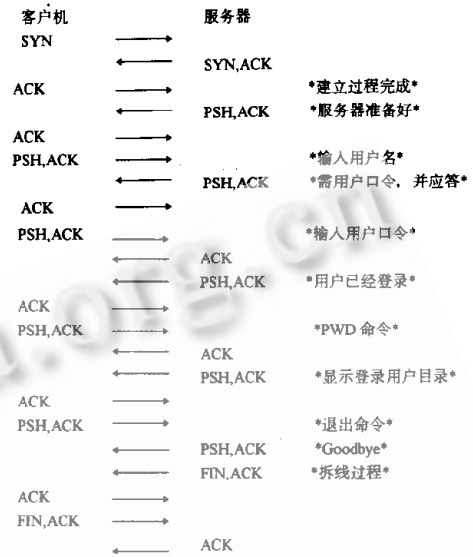 客户机 服务器
SYN
SYN,ACK
ACK *建立过程完成*
PSH,ACK *服务器准备好*
ACK
PSH,ACK *输入用户名*
PSH,ACK *需用户口令，并应答*
ACK
PSH,ACK *输入用户口令*
ACK
PSH,ACK *用户已经登录*
ACK
PSH,ACK *PWD 命令*
ACK
PSH,ACK *显示登录用户目录*
ACK
PSH,ACK *退出命令*
PSH,ACK *Goodbye*
FIN,ACK *拆线过程*
ACK
FIN,ACK
ACK
a.org.cn